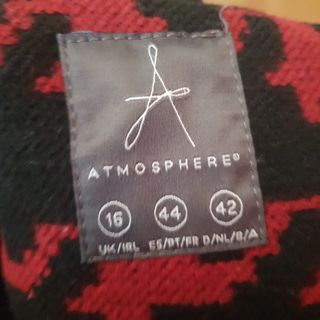 ATMOSPHERE®
16 44 42
UK/IRL ES/PT/FR D/NL/B/A